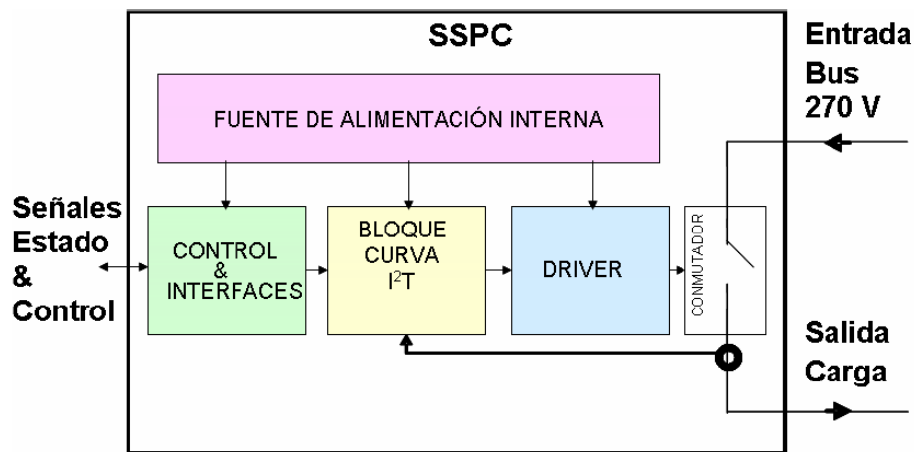 SSPC
Entrada
Bus
270 V
FUENTE DE ALIMENTACIÓN INTERNA
Señales
Estado
&
Control
CONTROL
&
INTERFACES
BLOQUE
CURVA
I²T
DRIVER
CONMUTADOR
Salida
Carga